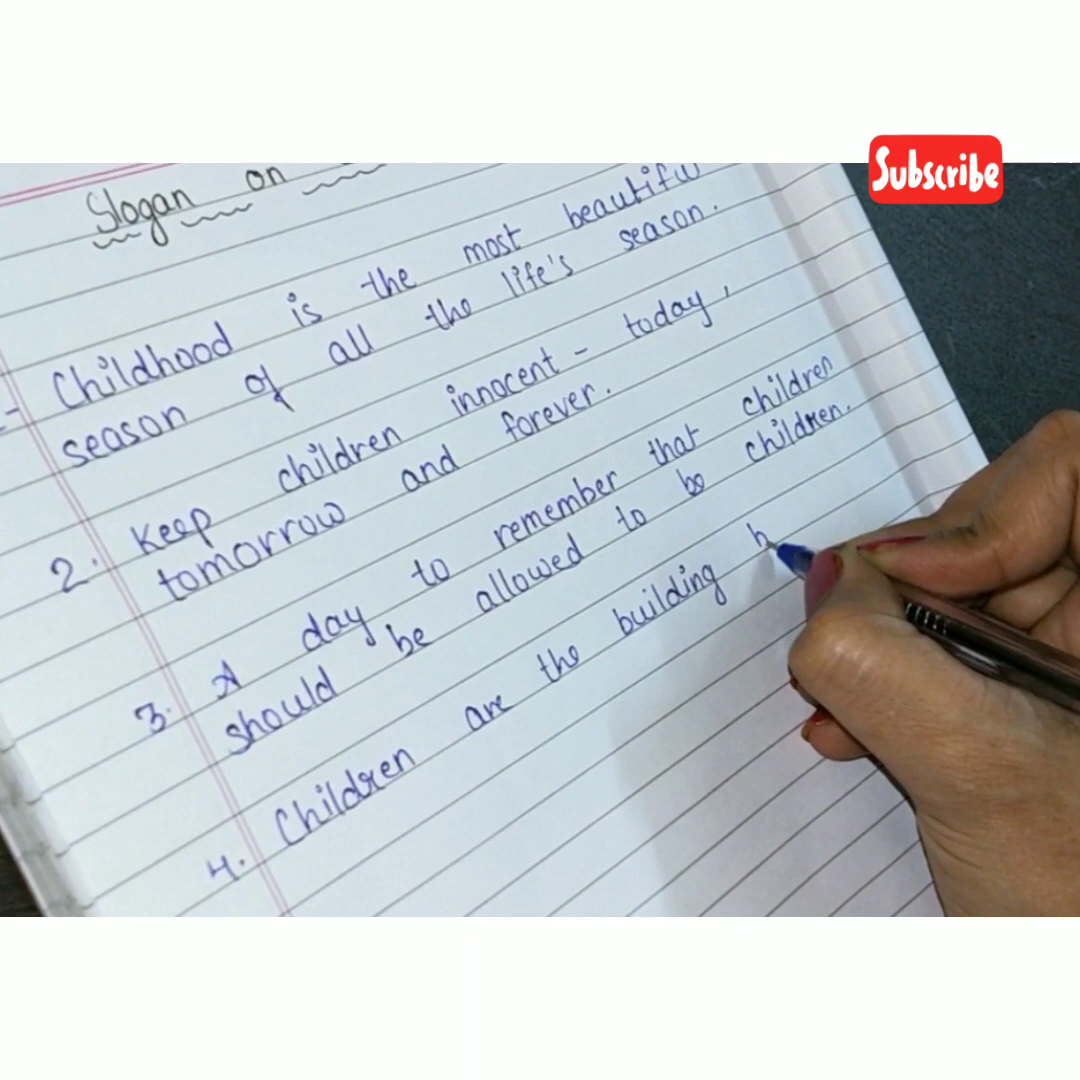 Subscribe
Slogan on
Childhood is the most beautiful
season of all the life's season.
2. Keep children innocent - today,
tomorrow and forever.
3. A day to remember that children
should be allowed to be children.
4. Children are the building